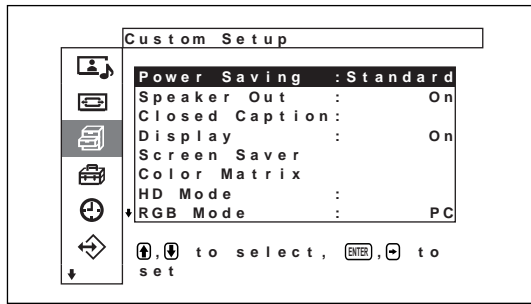 Custom Setup
Power Saving :Standard
Speaker Out : On
Closed Caption:
Display : On
Screen Saver
Color Matrix
HD Mode :
RGB Mode : PC
, to select, ENTER, to
set